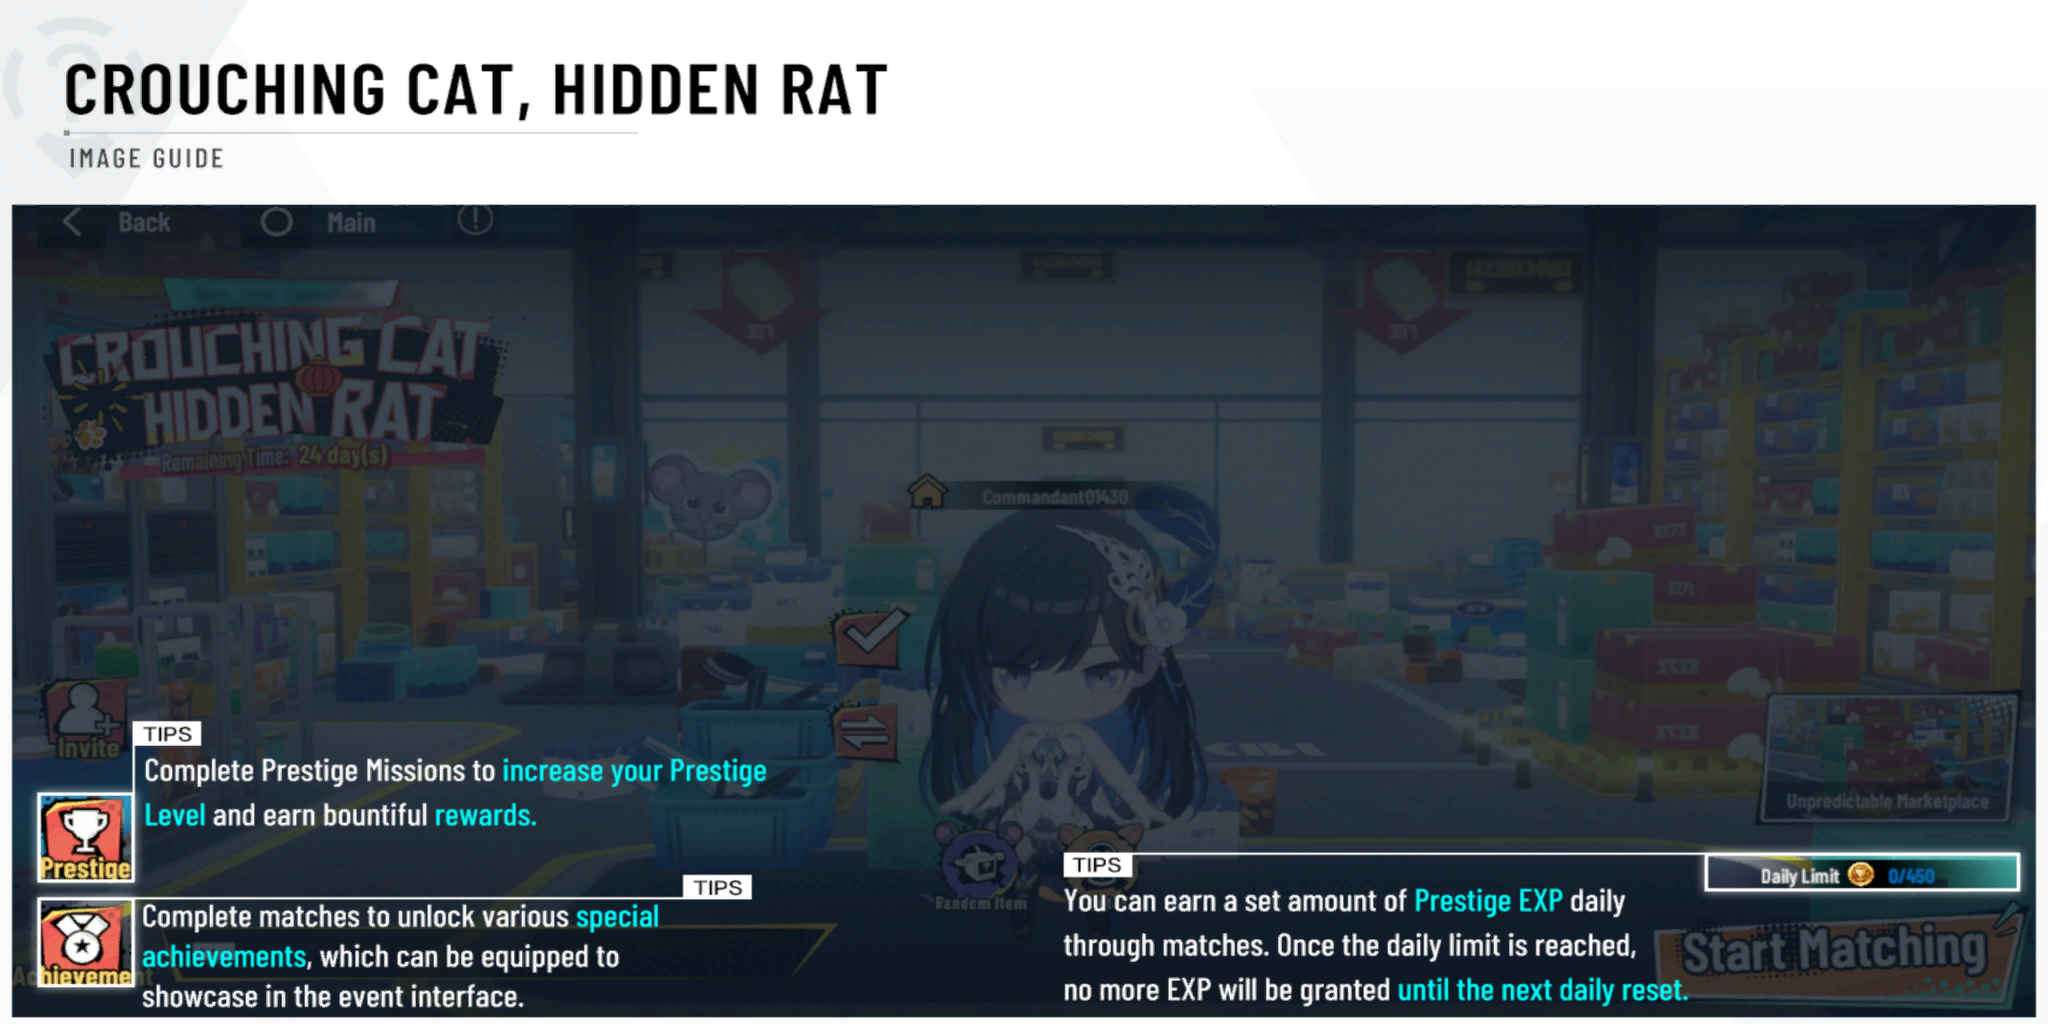 CROUCHING CAT, HIDDEN RAT
IMAGE GUIDE
Back
Main
CROUCHING CAT
HIDDEN RAT
Remaining Time: 24 day(s)
Commandant01430
Invite
TIPS
Complete Prestige Missions to increase your Prestige
Level and earn bountiful rewards.
Prestige
TIPS
Complete matches to unlock various special
achievements, which can be equipped to
showcase in the event interface.
Achievement
Random Item
Unpredictable Marketplace
Daily Limit 0/450
TIPS
You can earn a set amount of Prestige EXP daily
through matches. Once the daily limit is reached,
no more EXP will be granted until the next daily reset.
Start Matching